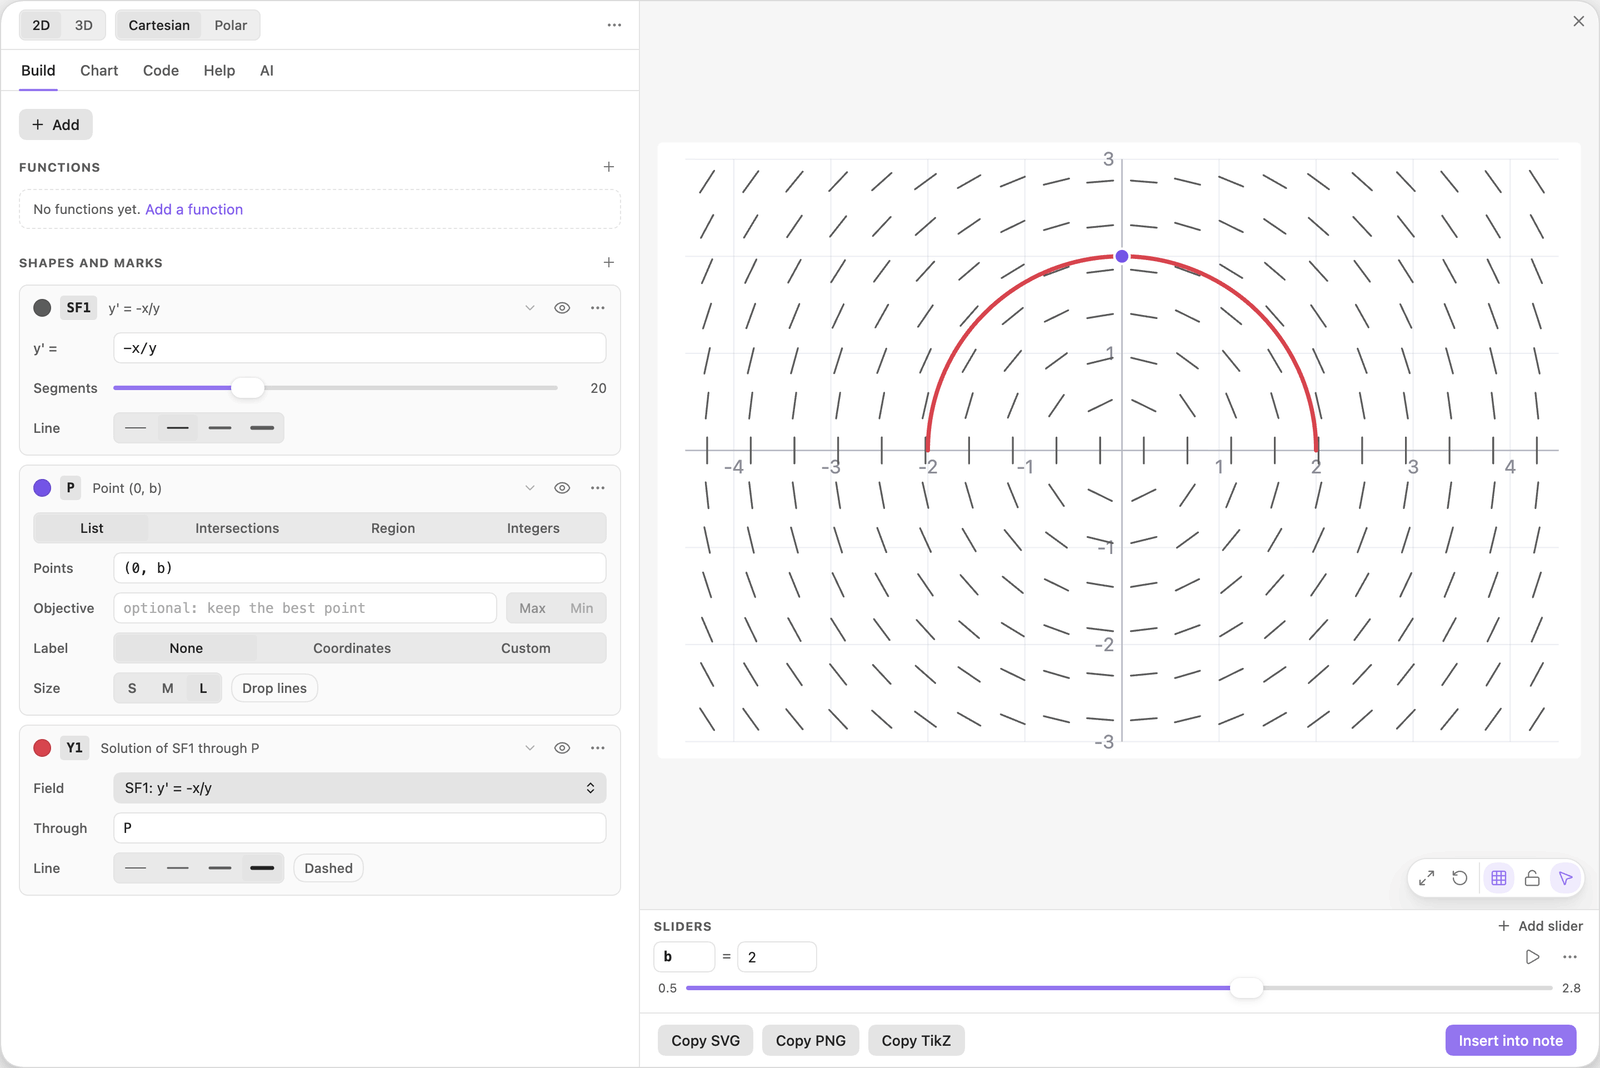 2D 3D Cartesian Polar
Build Chart Code Help AI
+ Add
FUNCTIONS
No functions yet. Add a function
SHAPES AND MARKS
SF1 y' = -x/y
y' = −x/y
Segments 20
Line
P Point (0, b)
List Intersections Region Integers
Points (0, b)
Objective optional: keep the best point Max Min
Label None Coordinates Custom
Size S M L Drop lines
Y1 Solution of SF1 through P
Field SF1: y' = -x/y
Through P
Line Dashed
3
1
-4 -3 -2 -1 1 2 3 4
-1
-2
-3
SLIDERS + Add slider
b = 2
0.5 2.8
Copy SVG Copy PNG Copy TikZ Insert into note